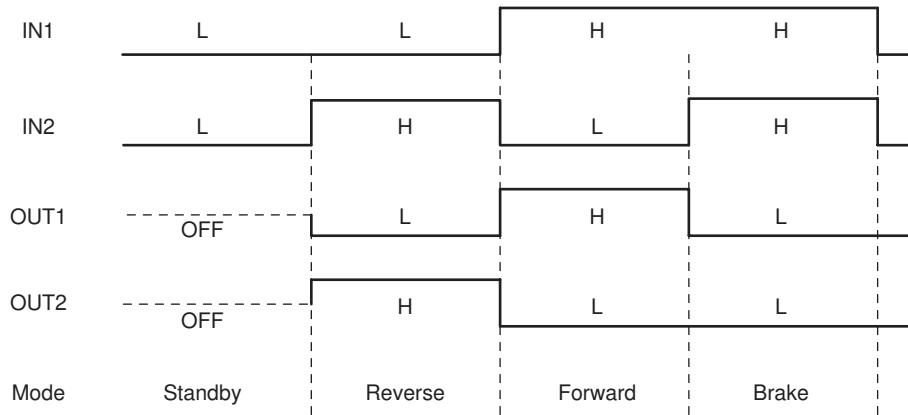 IN1 L L H H
IN2 L H L H
OUT1 OFF L H L
OUT2 OFF H L L
Mode Standby Reverse Forward Brake